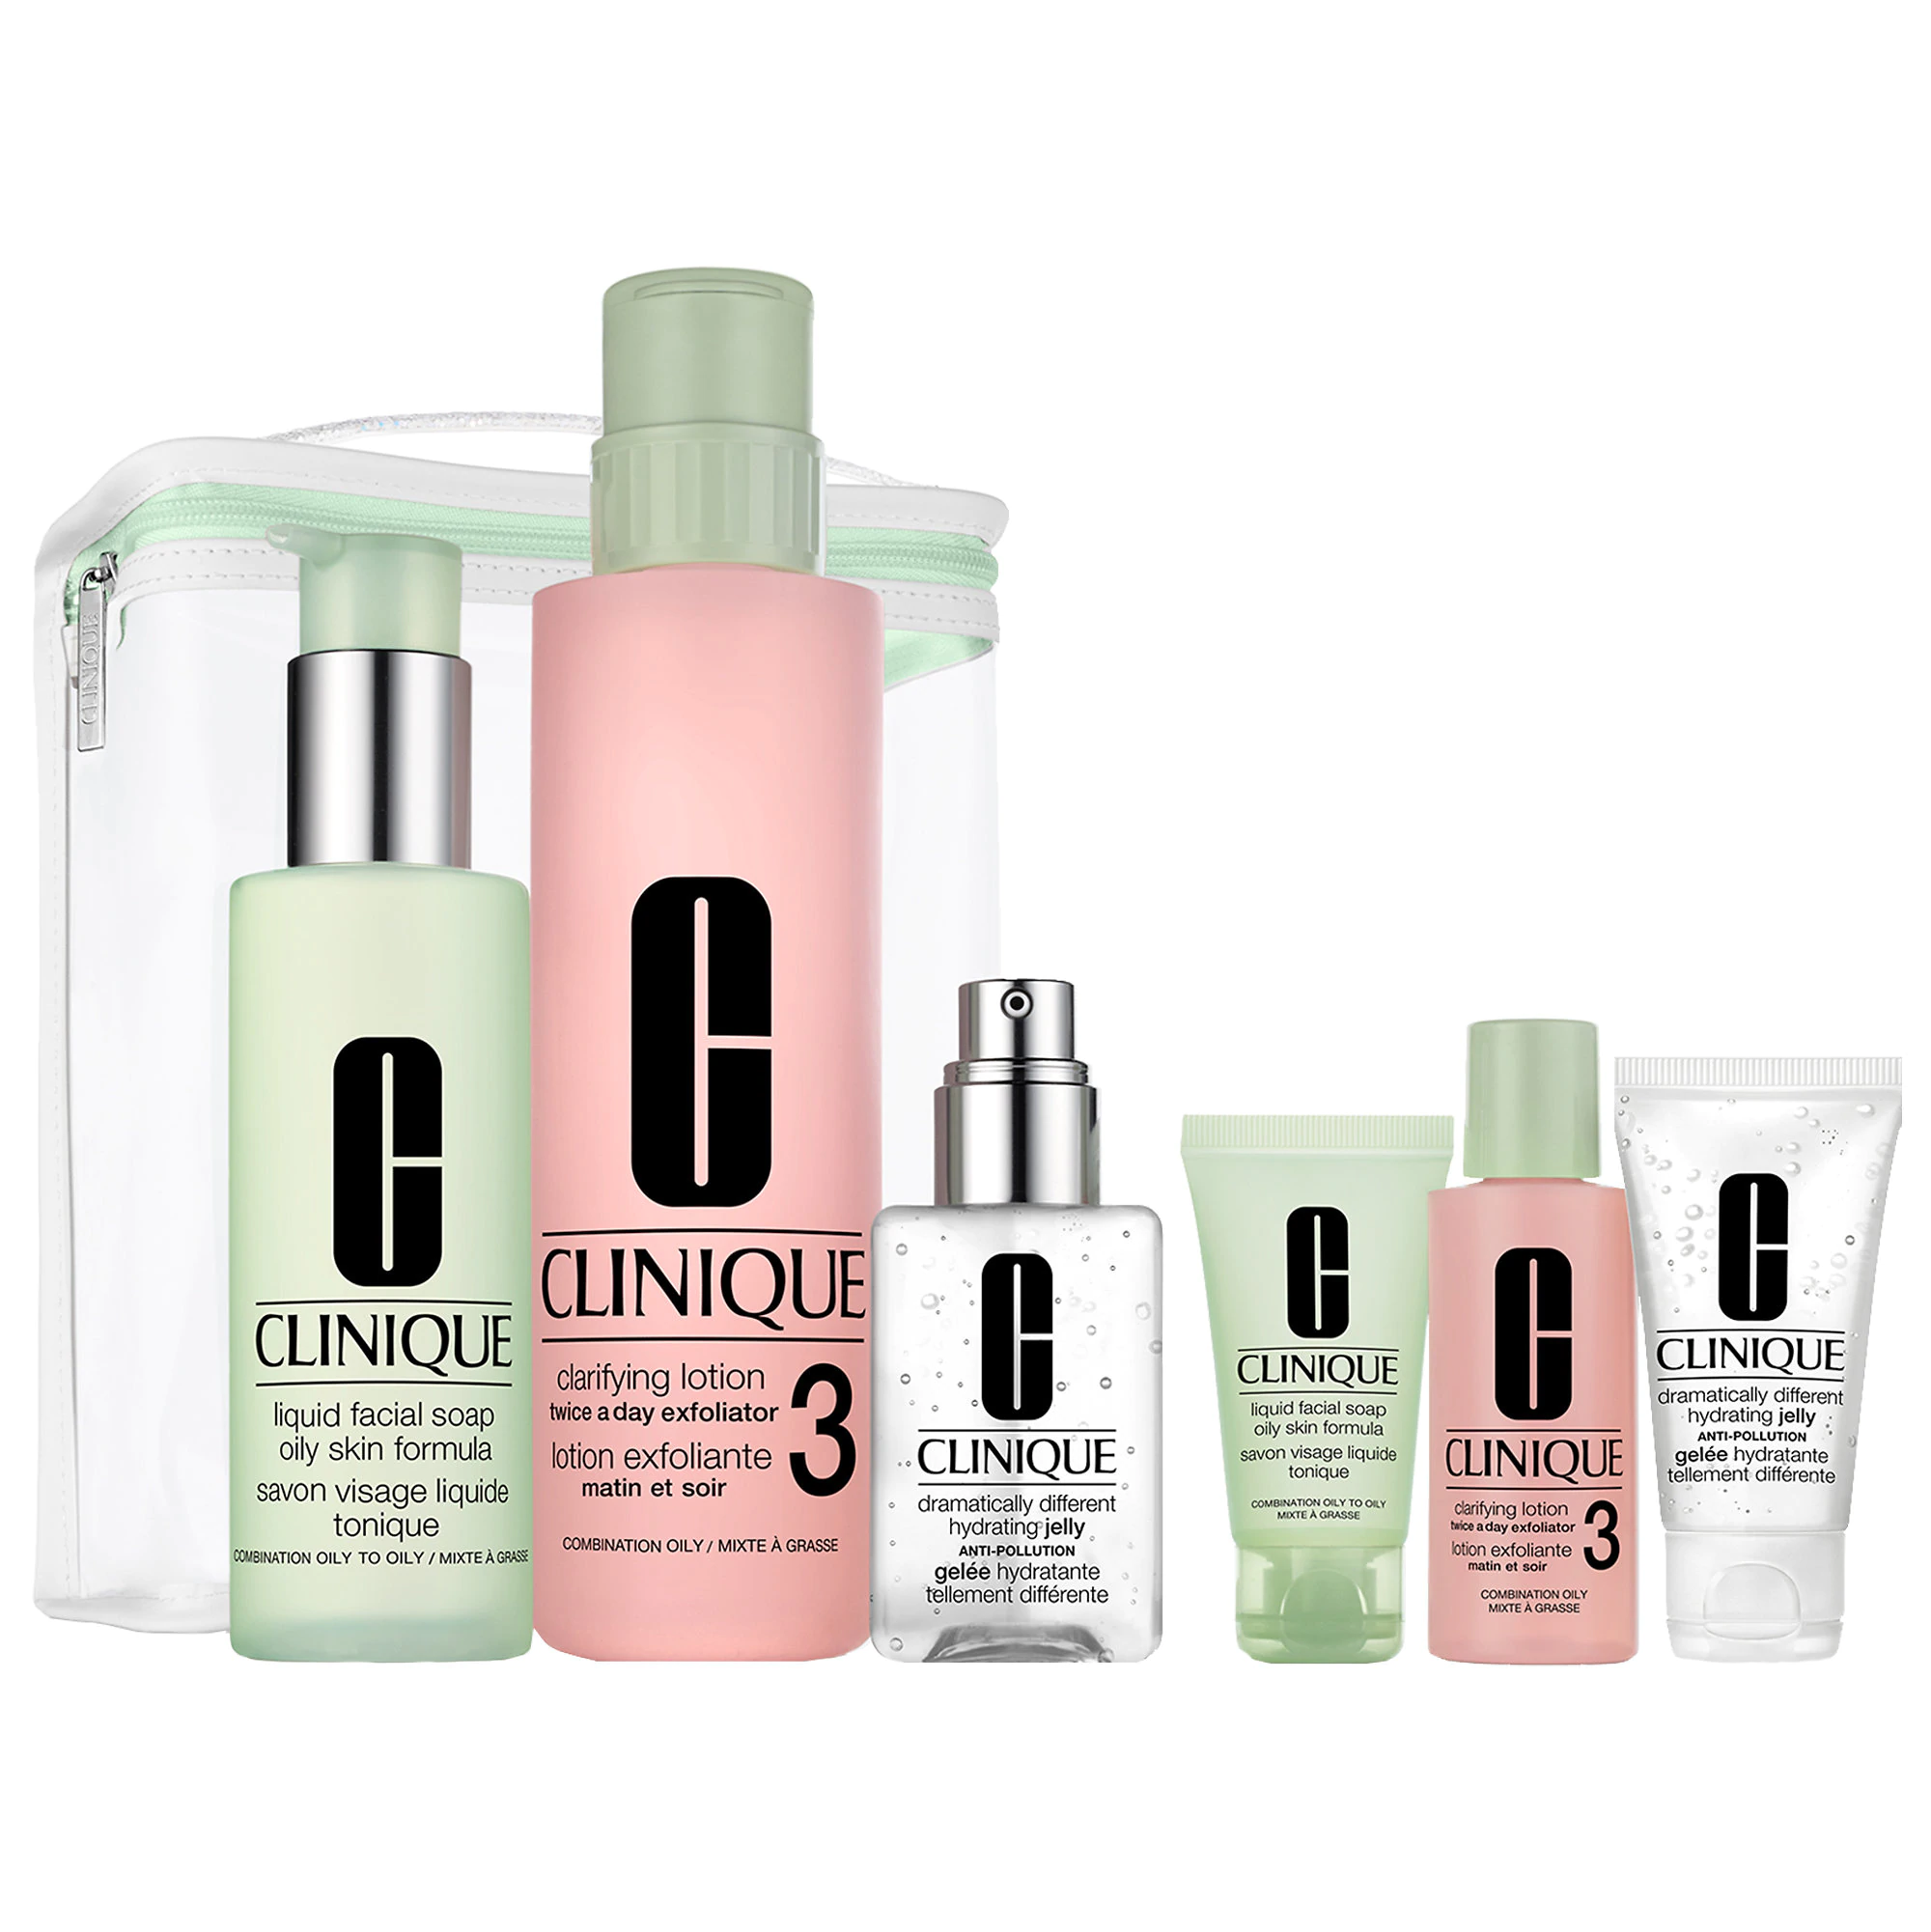 CLINIQUE
C
CLINIQUE
liquid facial soap
oily skin formula
savon visage liquide
tonique
COMBINATION OILY TO OILY / MIXTE À GRASSE
C
CLINIQUE
clarifying lotion
twice a day exfoliator
3
lotion exfoliante
matin et soir
COMBINATION OILY / MIXTE À GRASSE
C
CLINIQUE
dramatically different
hydrating jelly
ANTI-POLLUTION
gelée hydratante
tellement différente
C
CLINIQUE
liquid facial soap
oily skin formula
savon visage liquide
tonique
COMBINATION OILY TO OILY
MIXTE À GRASSE
C
CLINIQUE
clarifying lotion
twice a day exfoliator
3
lotion exfoliante
matin et soir
COMBINATION OILY
MIXTE À GRASSE
C
CLINIQUE
dramatically different
hydrating jelly
ANTI-POLLUTION
gelée hydratante
tellement différente